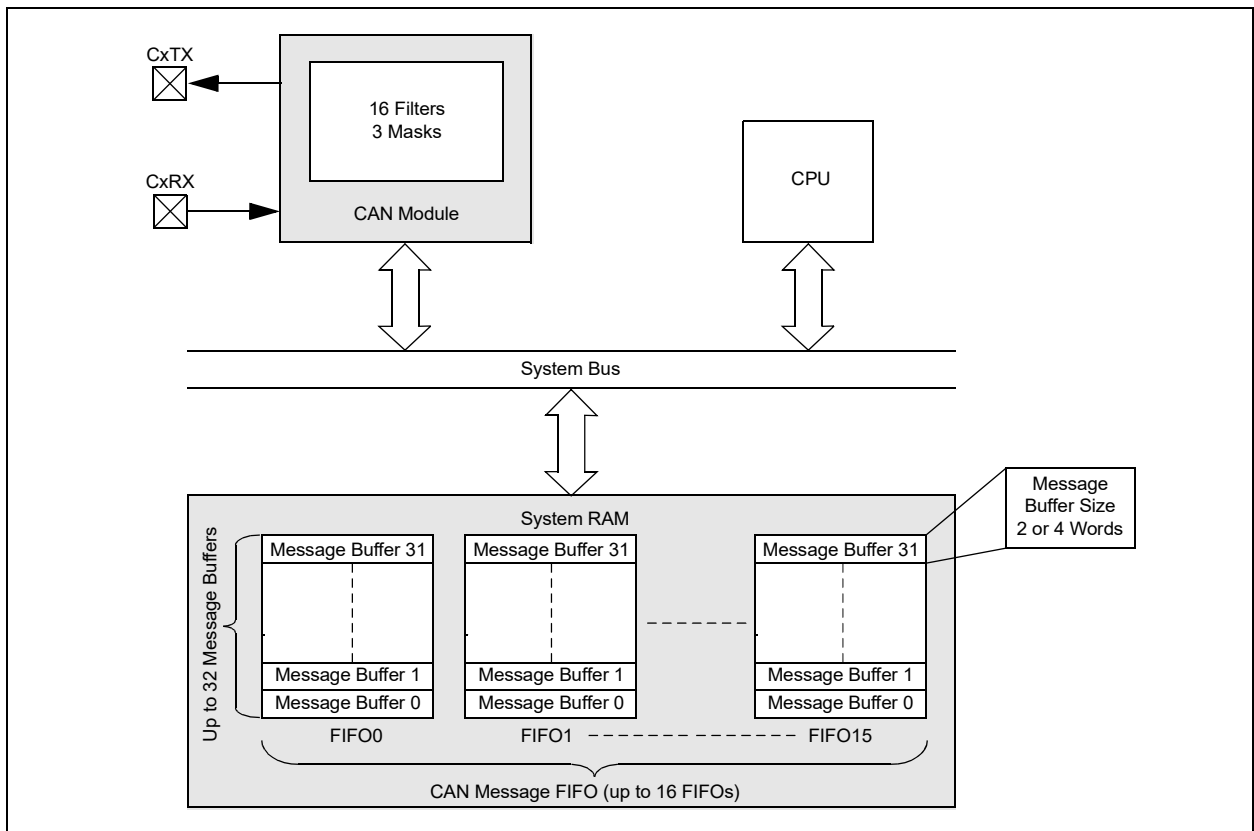 CxTX
16 Filters
3 Masks
CPU
CxRX
CAN Module
System Bus
Message
Buffer Size
2 or 4 Words
System RAM
Up to 32 Message Buffers
Message Buffer 31
Message Buffer 31
Message Buffer 31
Message Buffer 1
Message Buffer 1
Message Buffer 1
Message Buffer 0
Message Buffer 0
Message Buffer 0
FIFO0
FIFO1
FIFO15
CAN Message FIFO (up to 16 FIFOs)